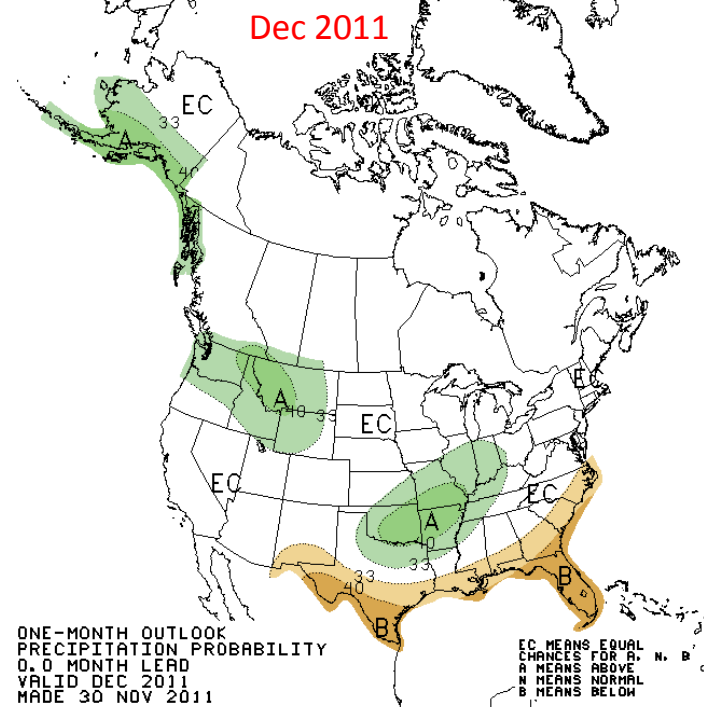 Dec 2011
EC
33
A
40
A
40
33
EC
EC
EC
EC
A
40
33
33
40
B
B
ONE-MONTH OUTLOOK
PRECIPITATION PROBABILITY
0.0 MONTH LEAD
VALID DEC 2011
MADE 30 NOV 2011
EC MEANS EQUAL
CHANCES FOR A, N, B
A MEANS ABOVE
N MEANS NORMAL
B MEANS BELOW